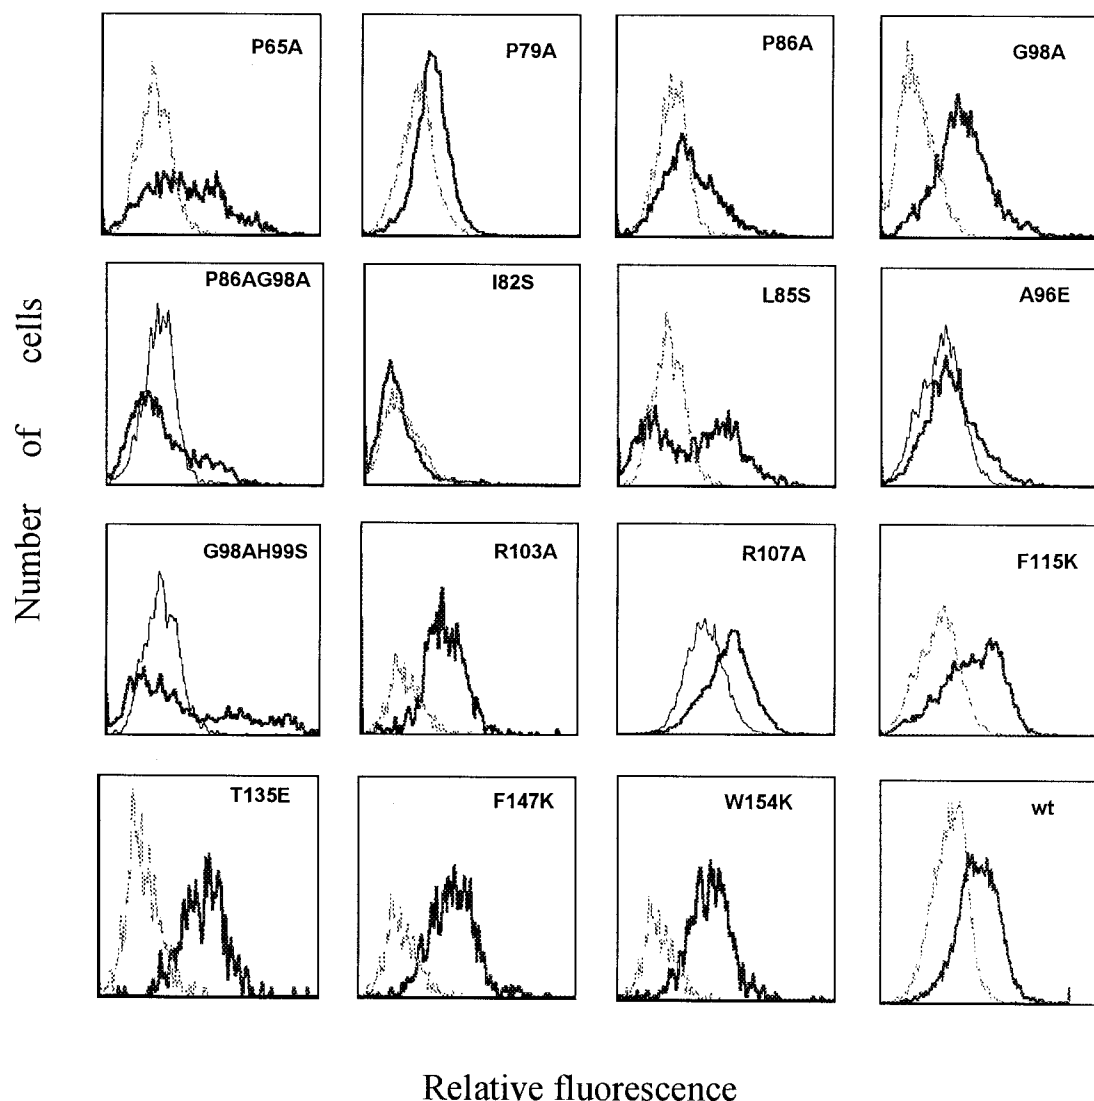 P65A
P79A
P86A
G98A
P86AG98A
I82S
L85S
A96E
G98AH99S
R103A
R107A
F115K
T135E
F147K
W154K
wt
Number of cells
Relative fluorescence